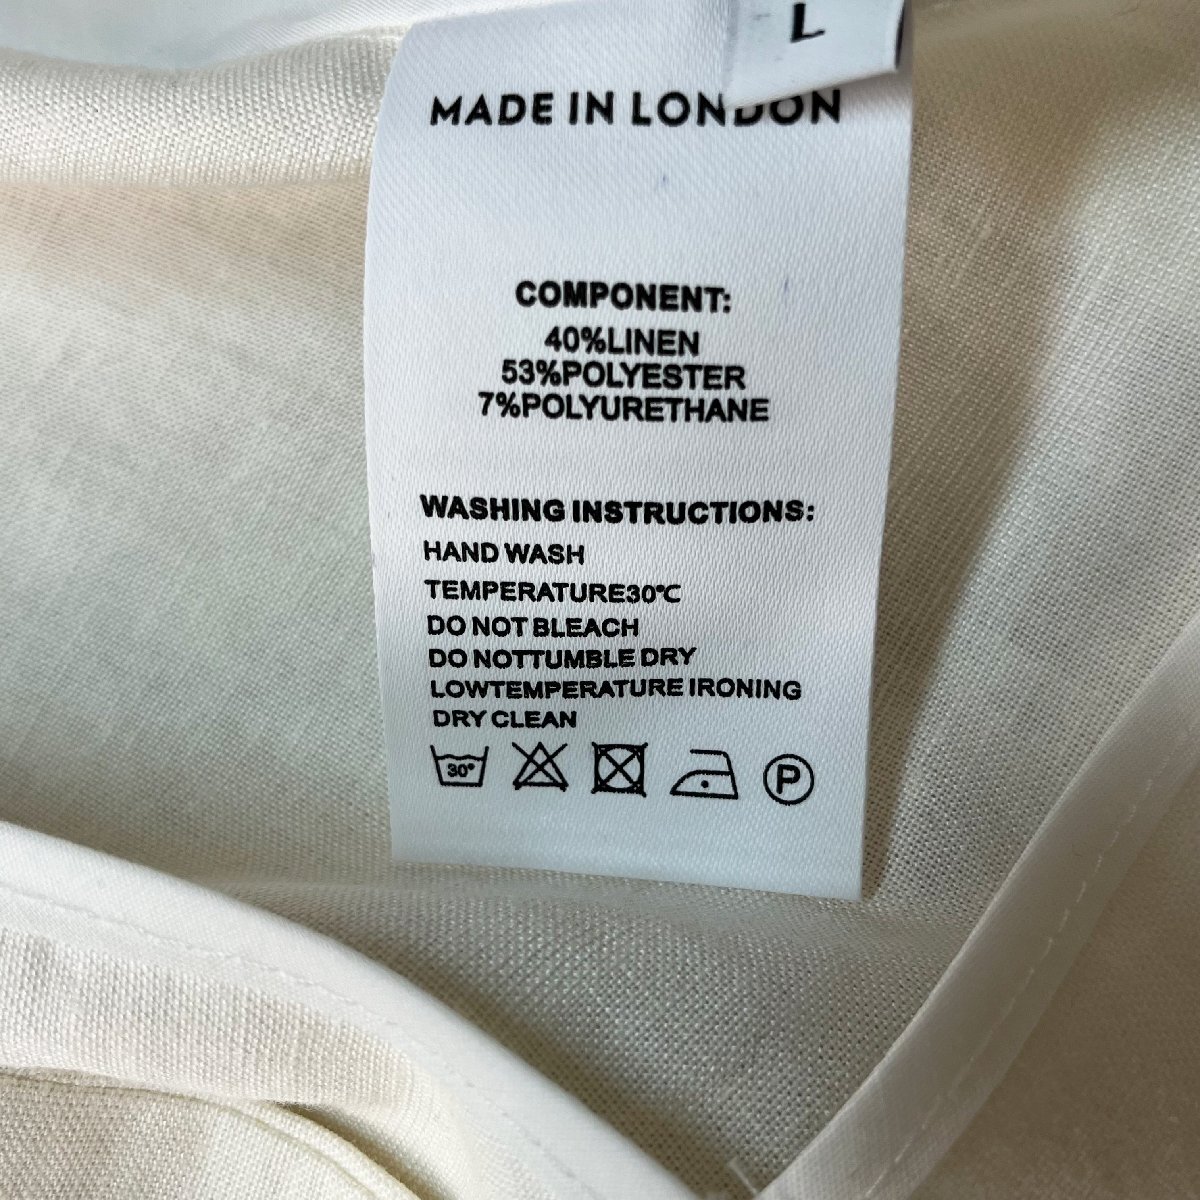 L
MADE IN LONDON
COMPONENT:
40%LINEN
53%POLYESTER
7%POLYURETHANE
WASHING INSTRUCTIONS:
HAND WASH
TEMPERATURE30℃
DO NOT BLEACH
DO NOTTUMBLE DRY
LOWTEMPERATURE IRONING
DRY CLEAN
30° P